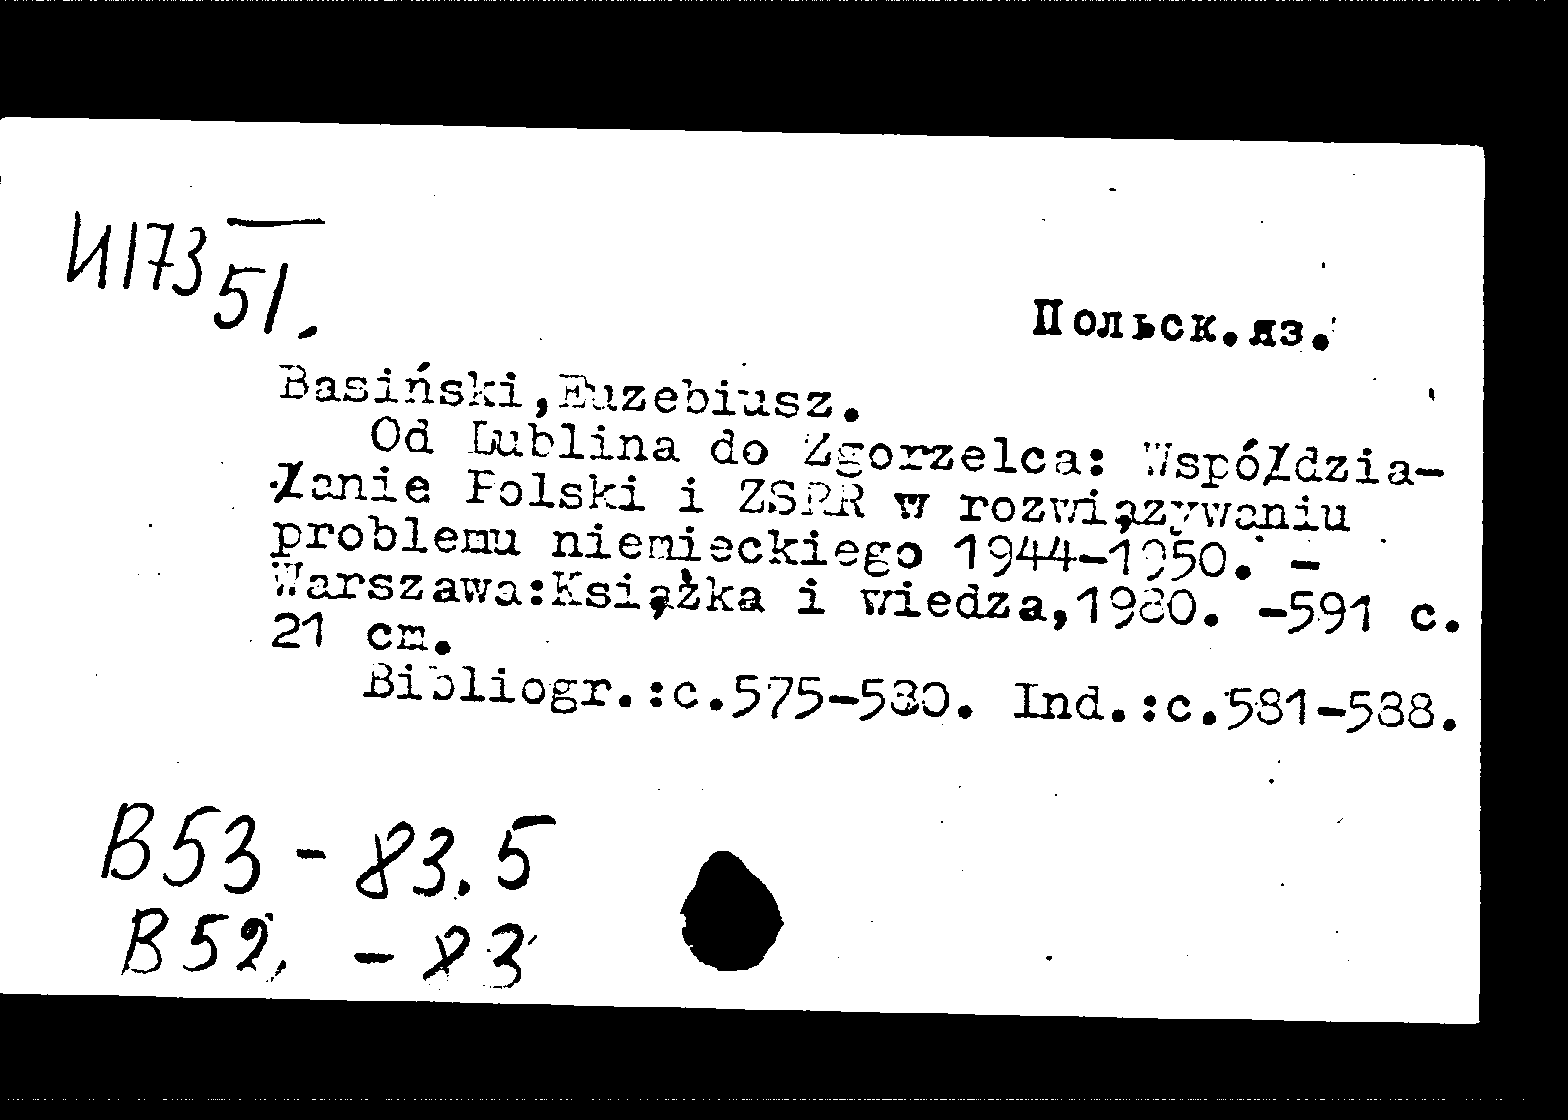 И173
51.
Польск.яз.
Basiński,Euzebiusz.
Od Lublina do Zgorzelca: Współdzia-
łanie Polski i ZSRR w rozwiązywaniu
problemu niemieckiego 1944-1950. -
Warszawa:Książka i wiedza,1980. -591 c.
21 cm.
Bibliogr.:c.575-580. Ind.:c.581-588.
B53 - 83.5
B52, - 83